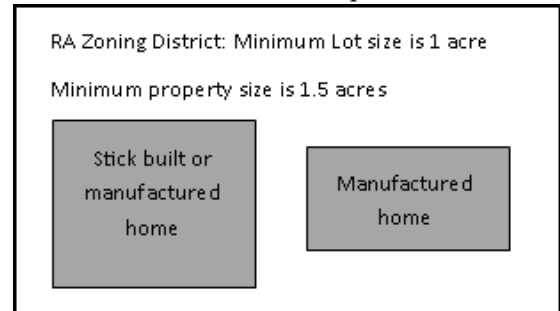 RA Zoning District: Minimum Lot size is 1 acre
Minimum property size is 1.5 acres
Stick built or
manufactured
home
Manufactured
home